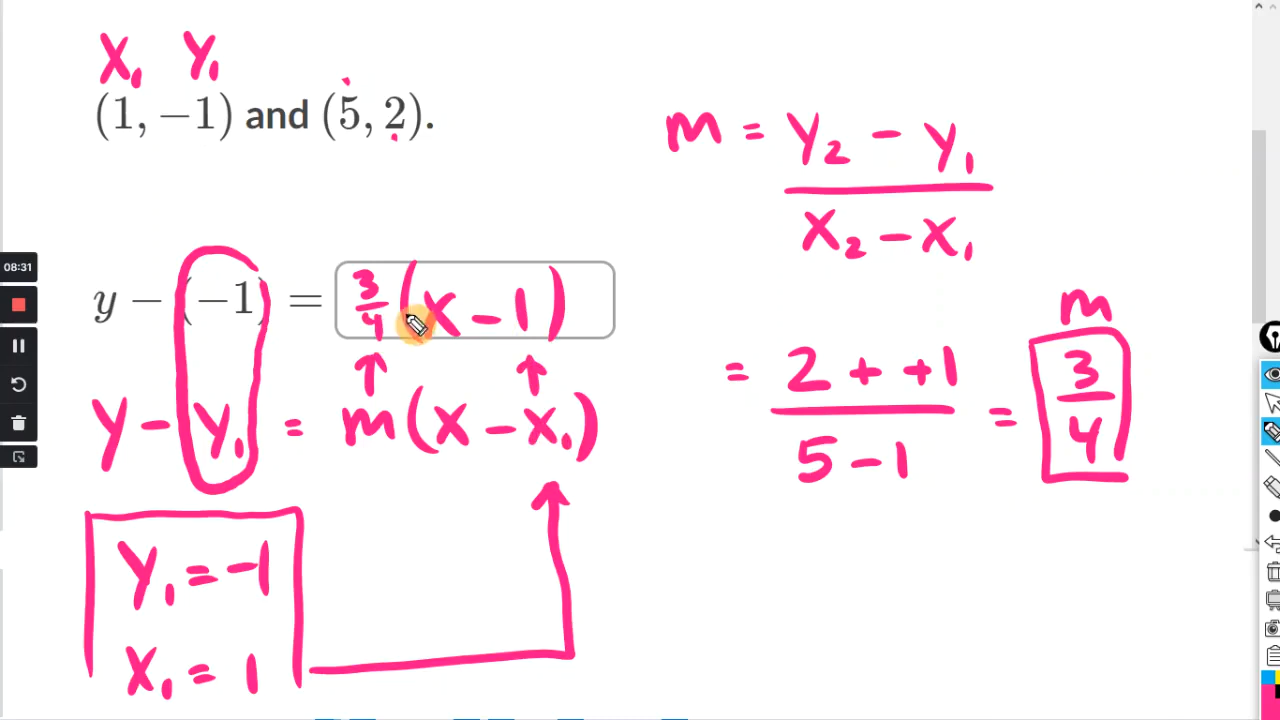 X₁ Y₁
(1, −1) and (5, 2).
m = Y₂ − Y₁ / X₂ − X₁
y − (−1) = 3/4 (X − 1)
Y − Y₁ = m(X − X₁)
= 2 + +1 / 5 − 1 = 3/4
m
Y₁ = −1
X₁ = 1
08:31